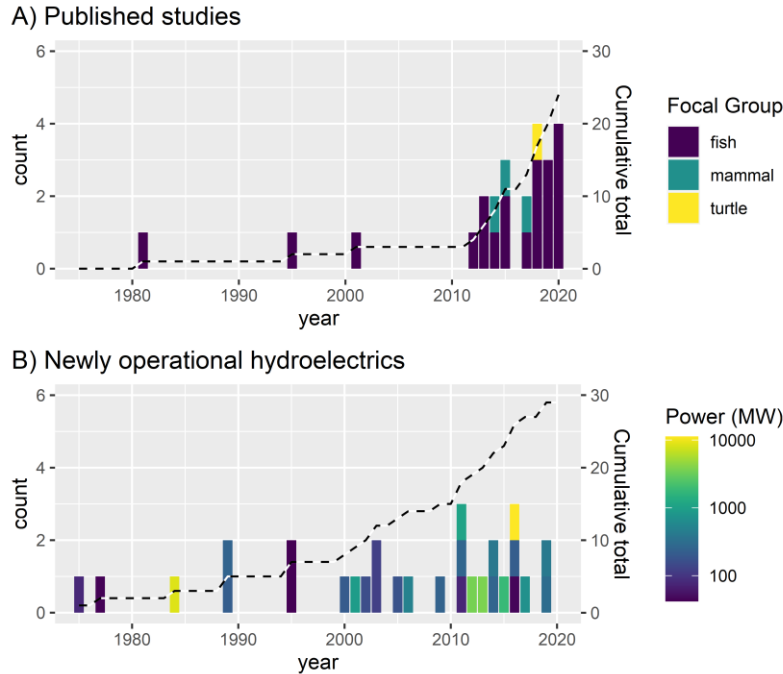 A) Published studies
6
4
2
0
count
30
20
10
0
Cumulative total
1980
1990
2000
2010
2020
year
Focal Group
fish
mammal
turtle
B) Newly operational hydroelectrics
6
4
2
0
count
30
20
10
0
Cumulative total
1980
1990
2000
2010
2020
year
Power (MW)
10000
1000
100